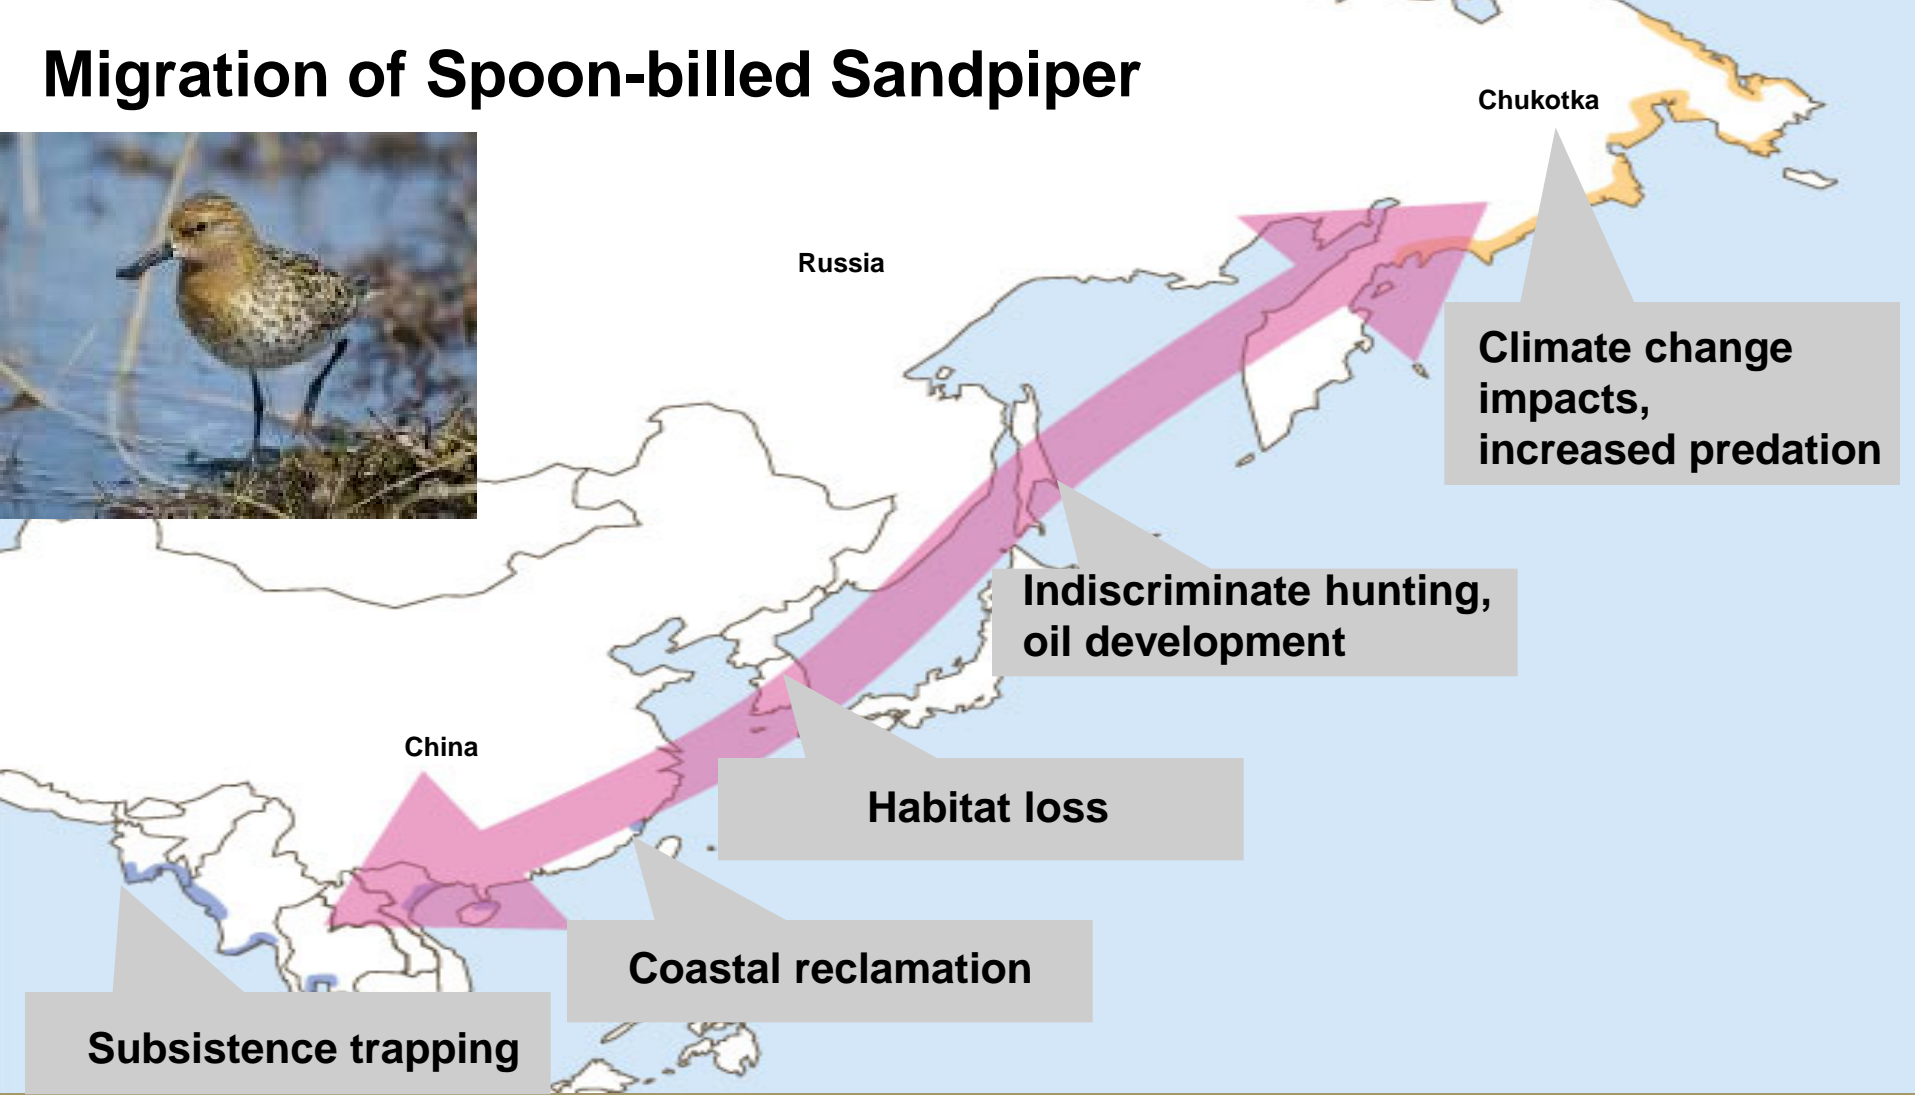 Migration of Spoon-billed Sandpiper
Chukotka
Russia
Climate change
impacts,
increased predation
Indiscriminate hunting,
oil development
China
Habitat loss
Coastal reclamation
Subsistence trapping